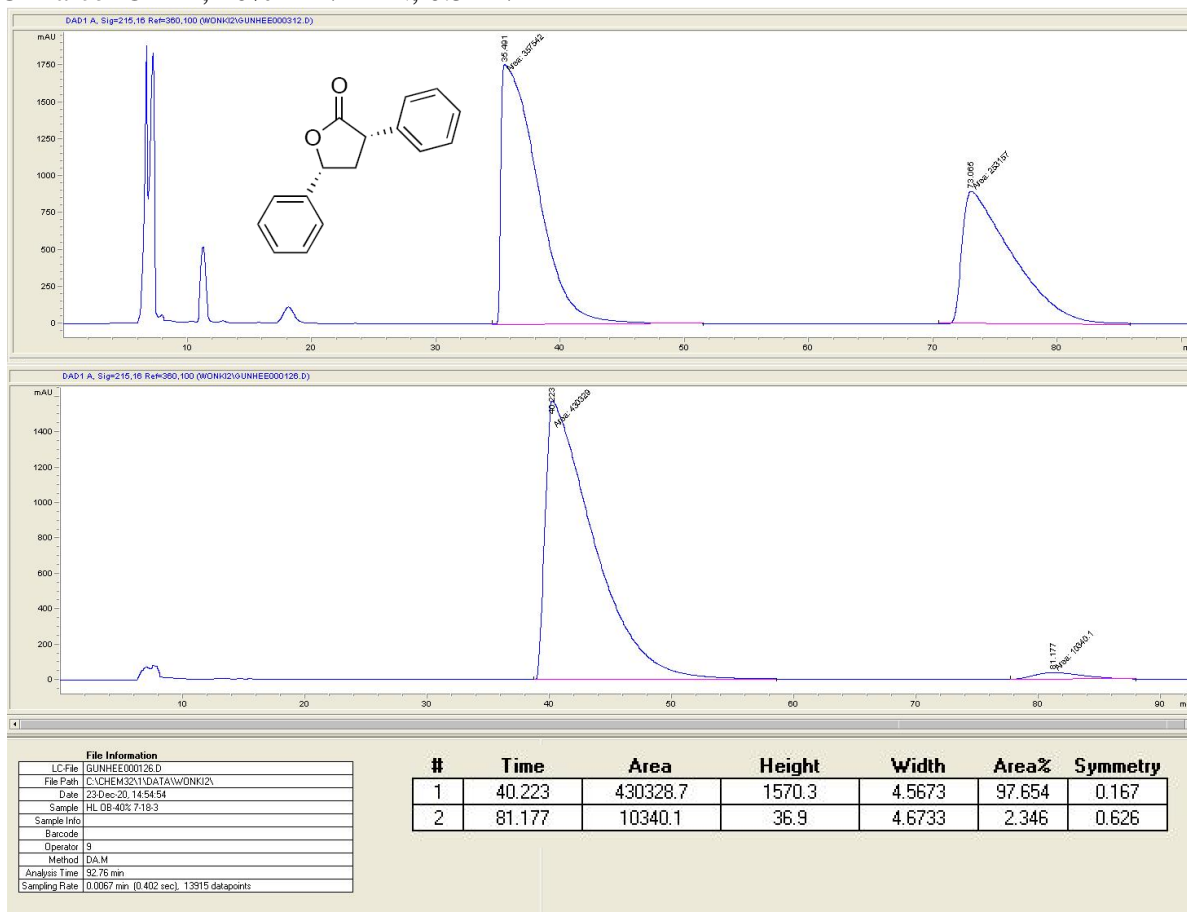 DAD1 A, Sig=215,16 Ref=360,100 (WONKI2\GUNHEE000312.D)
mAU
1750
1500
1250
1000
750
500
250
0
35.491
Area: 357542
73.065
Area: 253157
O
O
10 20 30 40 50 60 70 80 m
DAD1 A, Sig=215,16 Ref=360,100 (WONKI2\GUNHEE000126.D)
mAU
1400
1200
1000
800
600
400
200
0
40.223
Area: 430329
81.177
Area: 10340.1
10 20 30 40 50 60 70 80 90 m
File Information
LC-File GUNHEE000126.D
File Path C:\CHEM32\1\DATA\WONKI2\
Date 23-Dec-20, 14:54:54
Sample HL OB-40% 7-18-3
Sample Info
Barcode
Operator 9
Method DA.M
Analysis Time 92.76 min
Sampling Rate 0.0067 min (0.402 sec), 13915 datapoints
# Time Area Height Width Area% Symmetry
1 40.223 430328.7 1570.3 4.5673 97.654 0.167
2 81.177 10340.1 36.9 4.6733 2.346 0.626